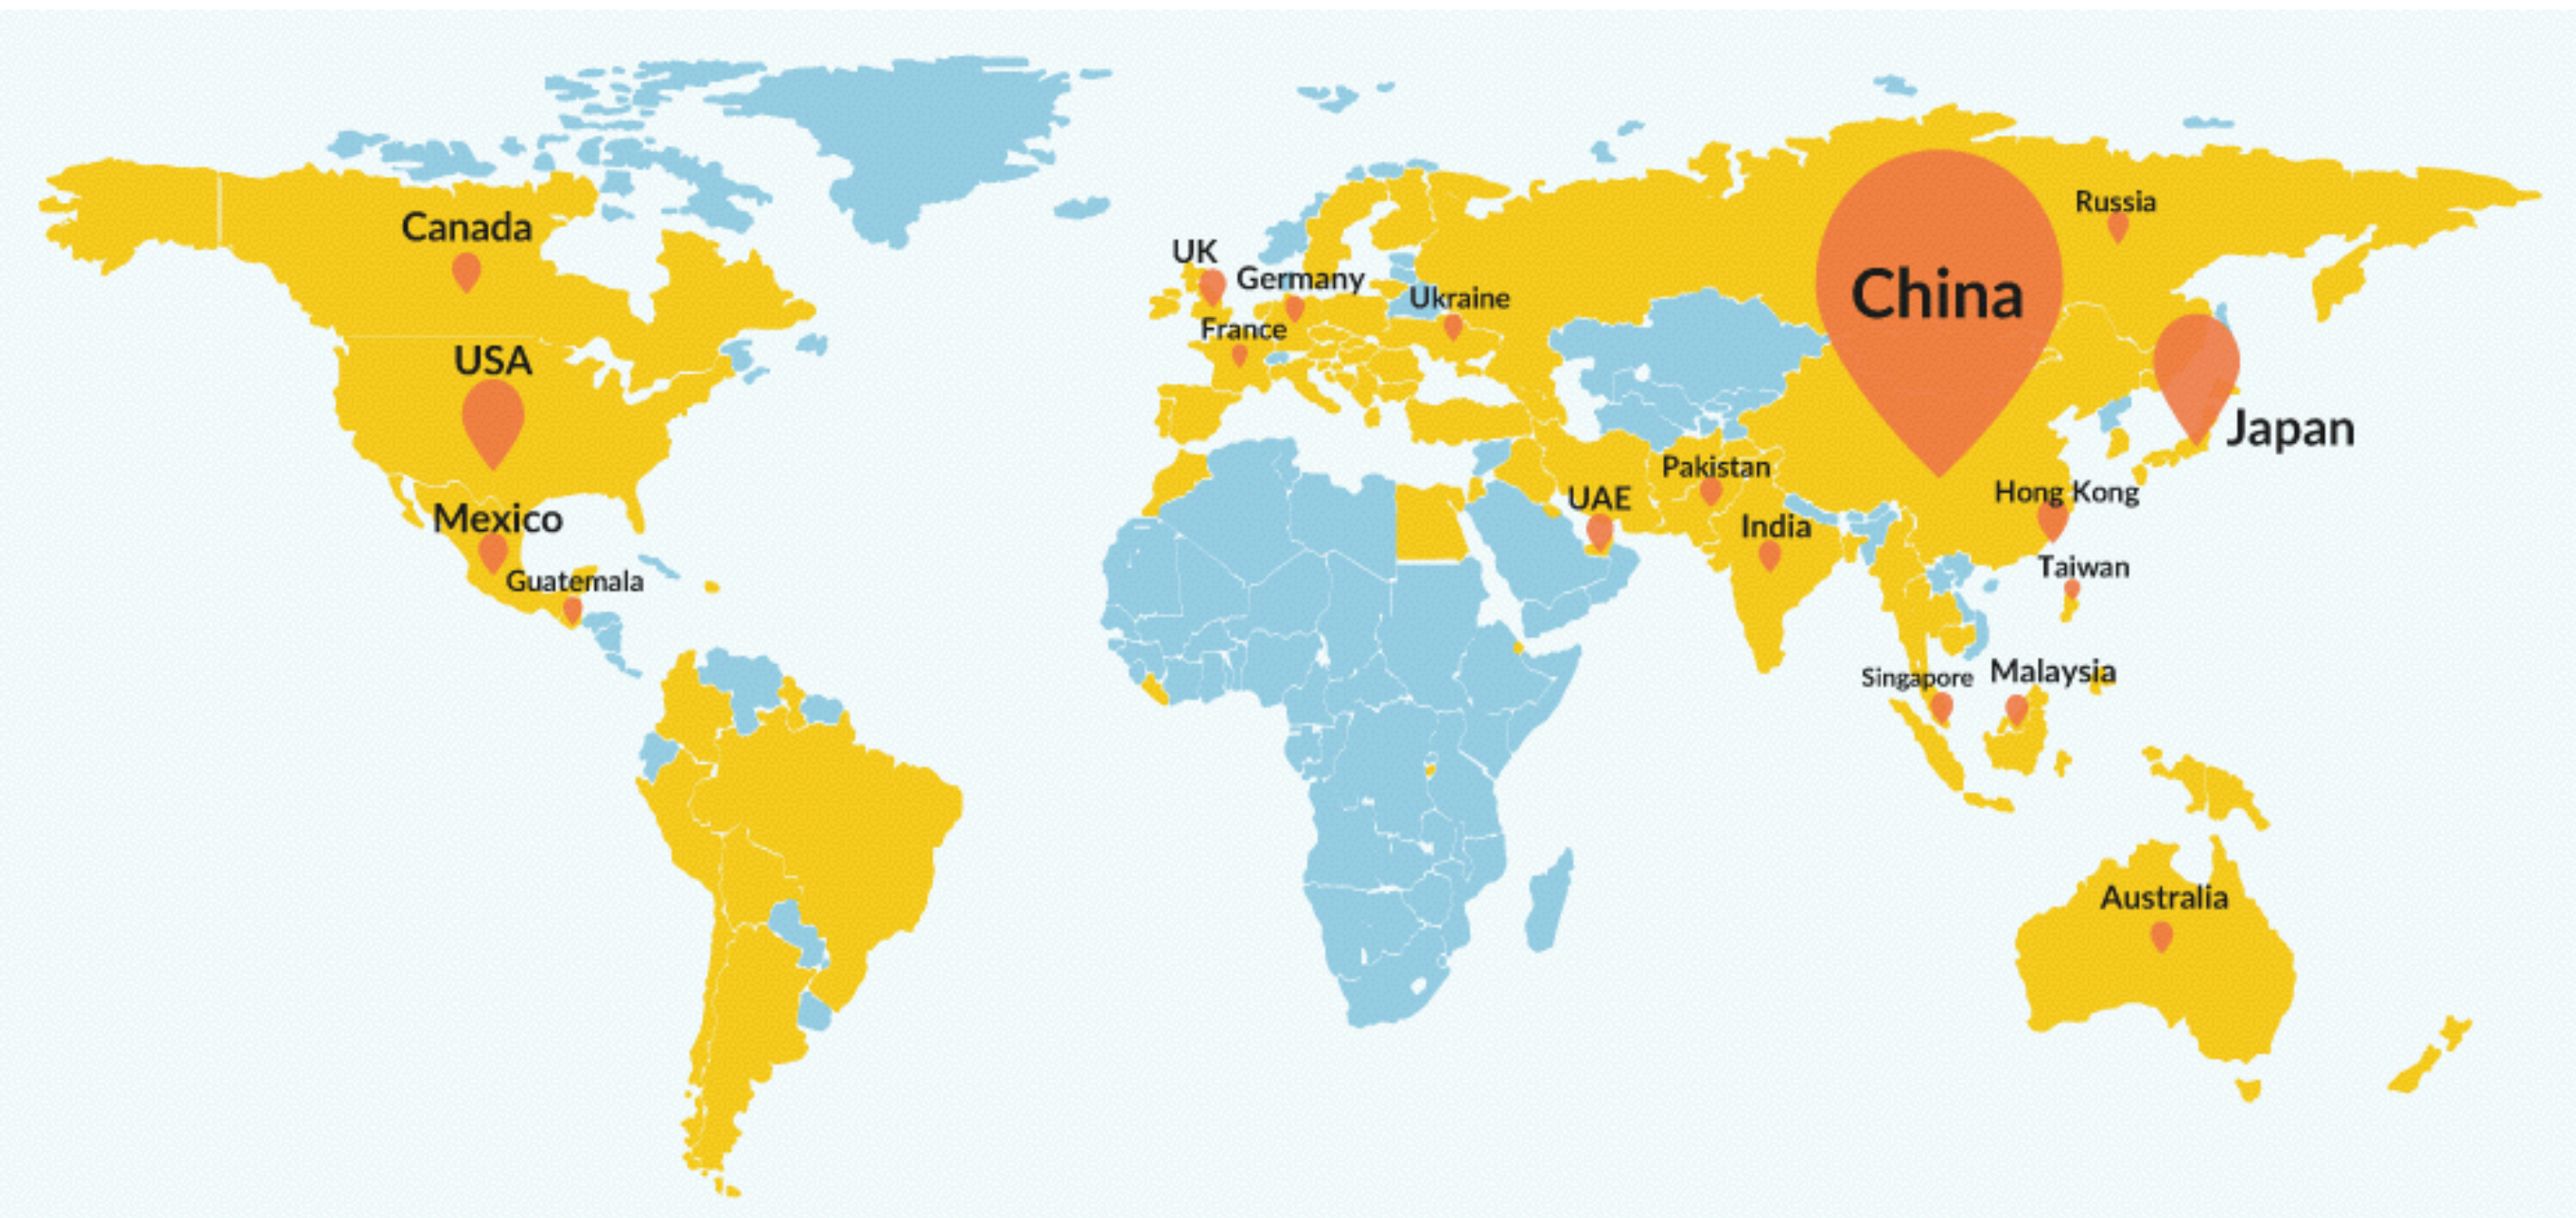 Canada
Russia
UK
Germany
China
Ukraine
France
USA
Japan
Pakistan
Hong Kong
UAE
Mexico
India
Taiwan
Guatemala
Singapore
Malaysia
Australia